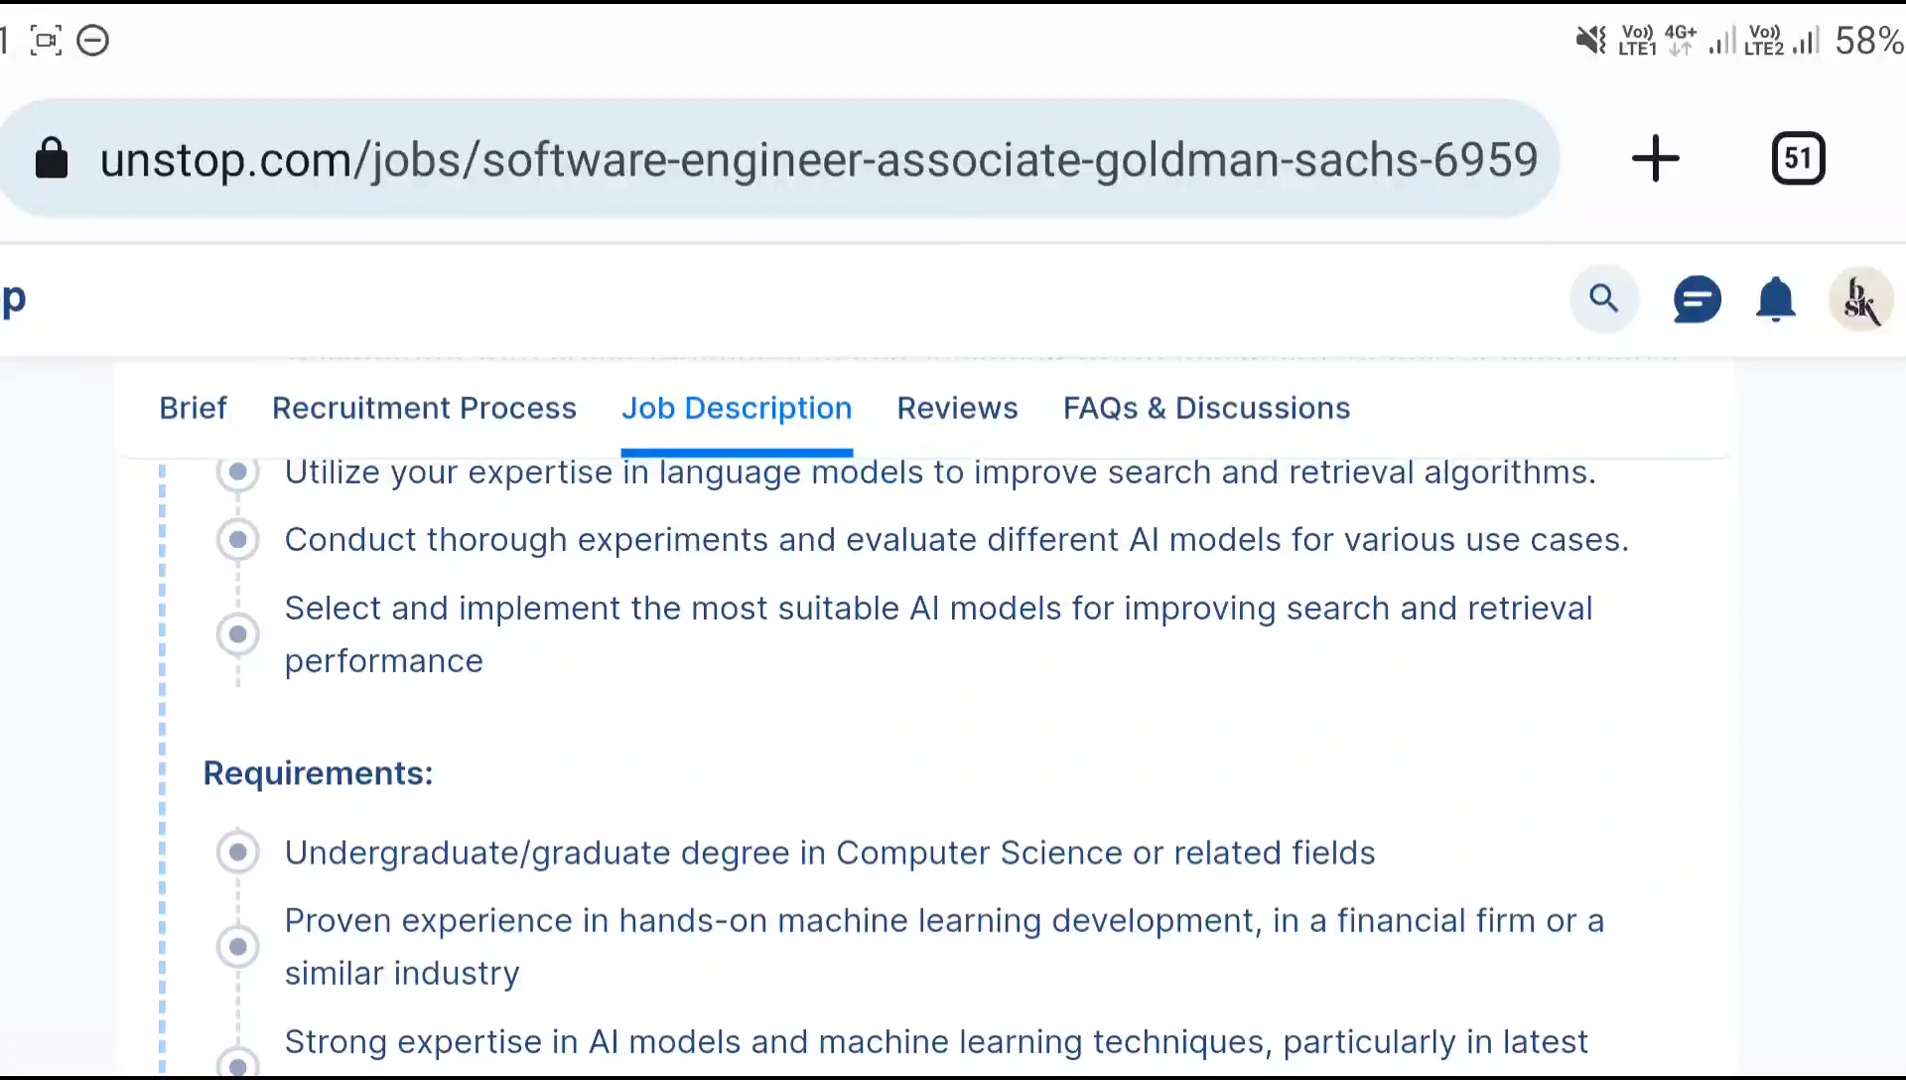 1 Vo)) LTE1 4G+ Vo)) LTE2 58%
unstop.com/jobs/software-engineer-associate-goldman-sachs-6959 51
p b sk
Brief Recruitment Process Job Description Reviews FAQs & Discussions
Utilize your expertise in language models to improve search and retrieval algorithms.
Conduct thorough experiments and evaluate different AI models for various use cases.
Select and implement the most suitable AI models for improving search and retrieval
performance
Requirements:
Undergraduate/graduate degree in Computer Science or related fields
Proven experience in hands-on machine learning development, in a financial firm or a
similar industry
Strong expertise in AI models and machine learning techniques, particularly in latest